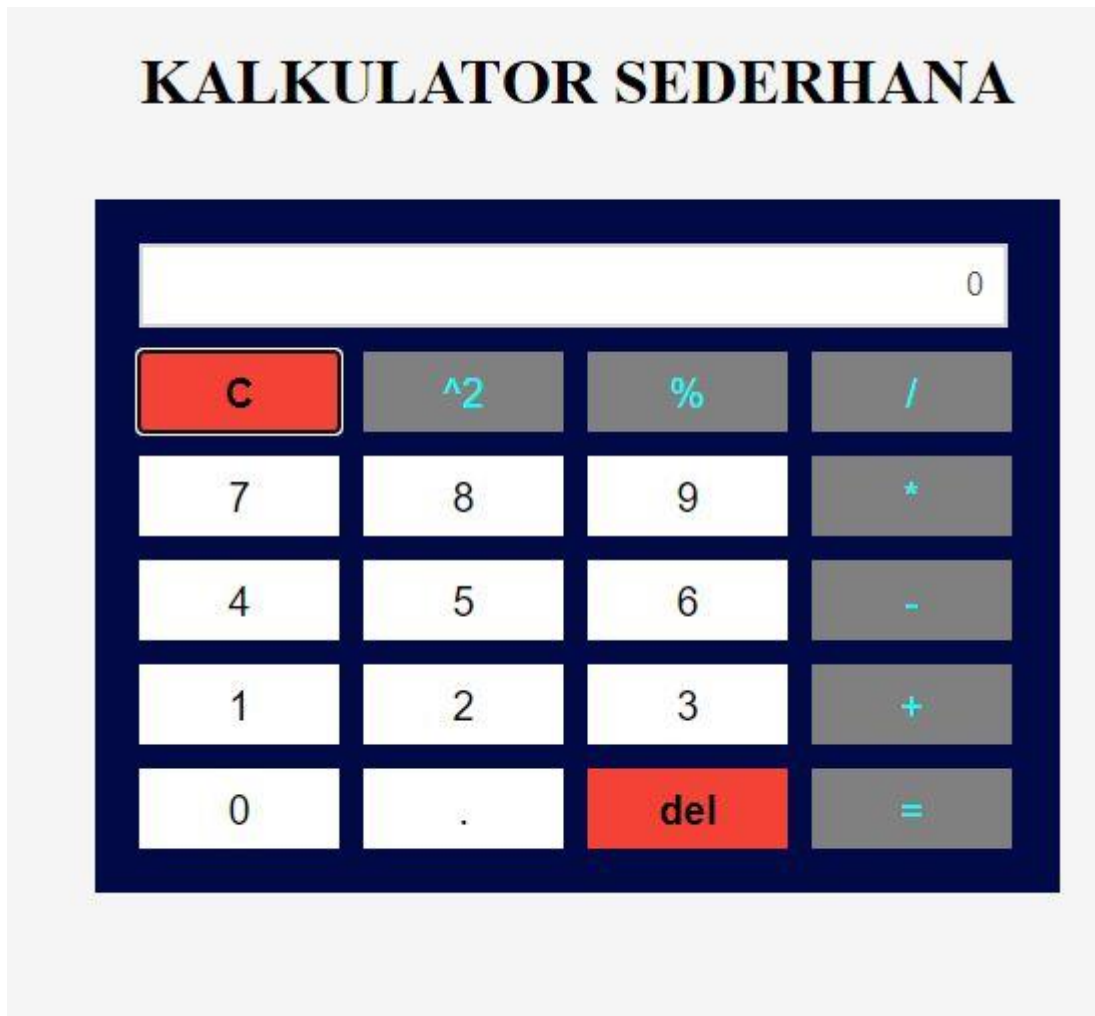 KALKULATOR SEDERHANA
0
C ^2 % /
7 8 9 *
4 5 6 -
1 2 3 +
0 . del =